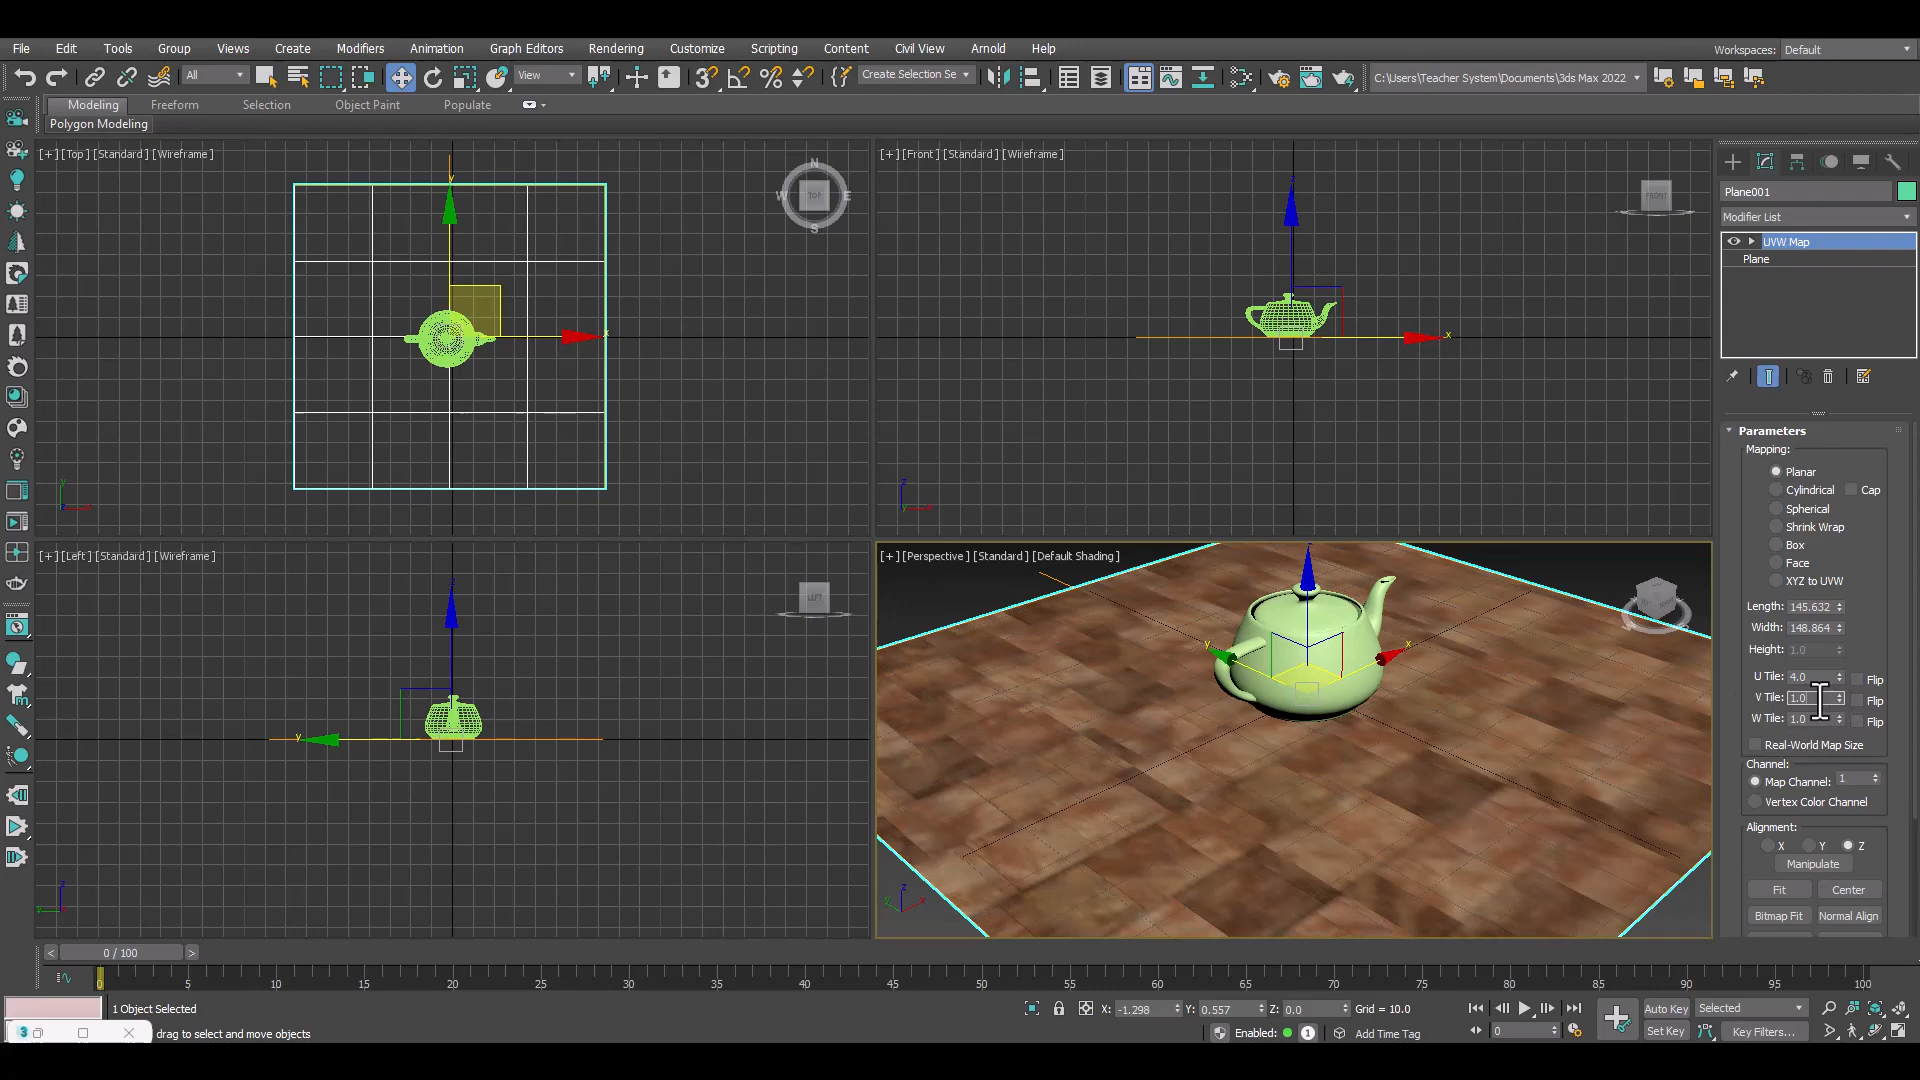 File Edit Tools Group Views Create Modifiers Animation Graph Editors Rendering Customize Scripting Content Civil View Arnold Help
Workspaces: Default
All View Create Selection Se C:\Users\Teacher System\Documents\3ds Max 2022
Modeling Freeform Selection Object Paint Populate
Polygon Modeling
[+] [Top] [Standard] [Wireframe]
[+] [Front] [Standard] [Wireframe]
N
W TOP E
S
FRONT
y
x
z
x
Plane001
Modifier List
UVW Map
Plane
Parameters
Mapping:
Planar
Cylindrical Cap
Spherical
Shrink Wrap
Box
Face
XYZ to UVW
Length: 145.632
Width: 148.864
Height: 1.0
U Tile: 4.0 Flip
V Tile: 1.0 Flip
W Tile: 1.0 Flip
Real-World Map Size
Channel:
Map Channel: 1
Vertex Color Channel
Alignment:
X Y Z
Manipulate
Fit Center
Bitmap Fit Normal Align
[+] [Left] [Standard] [Wireframe]
[+] [Perspective] [Standard] [Default Shading]
LEFT
z
y
y
x
< 0 / 100 >
0 5 10 15 20 25 30 35 40 45 50 55 60 65 70 75 80 85 90 95 100
1 Object Selected
X: -1.298 Y: 0.557 Z: 0.0 Grid = 10.0
Auto Key Selected
3 drag to select and move objects
Enabled: 1 Add Time Tag
0
Set Key Key Filters...